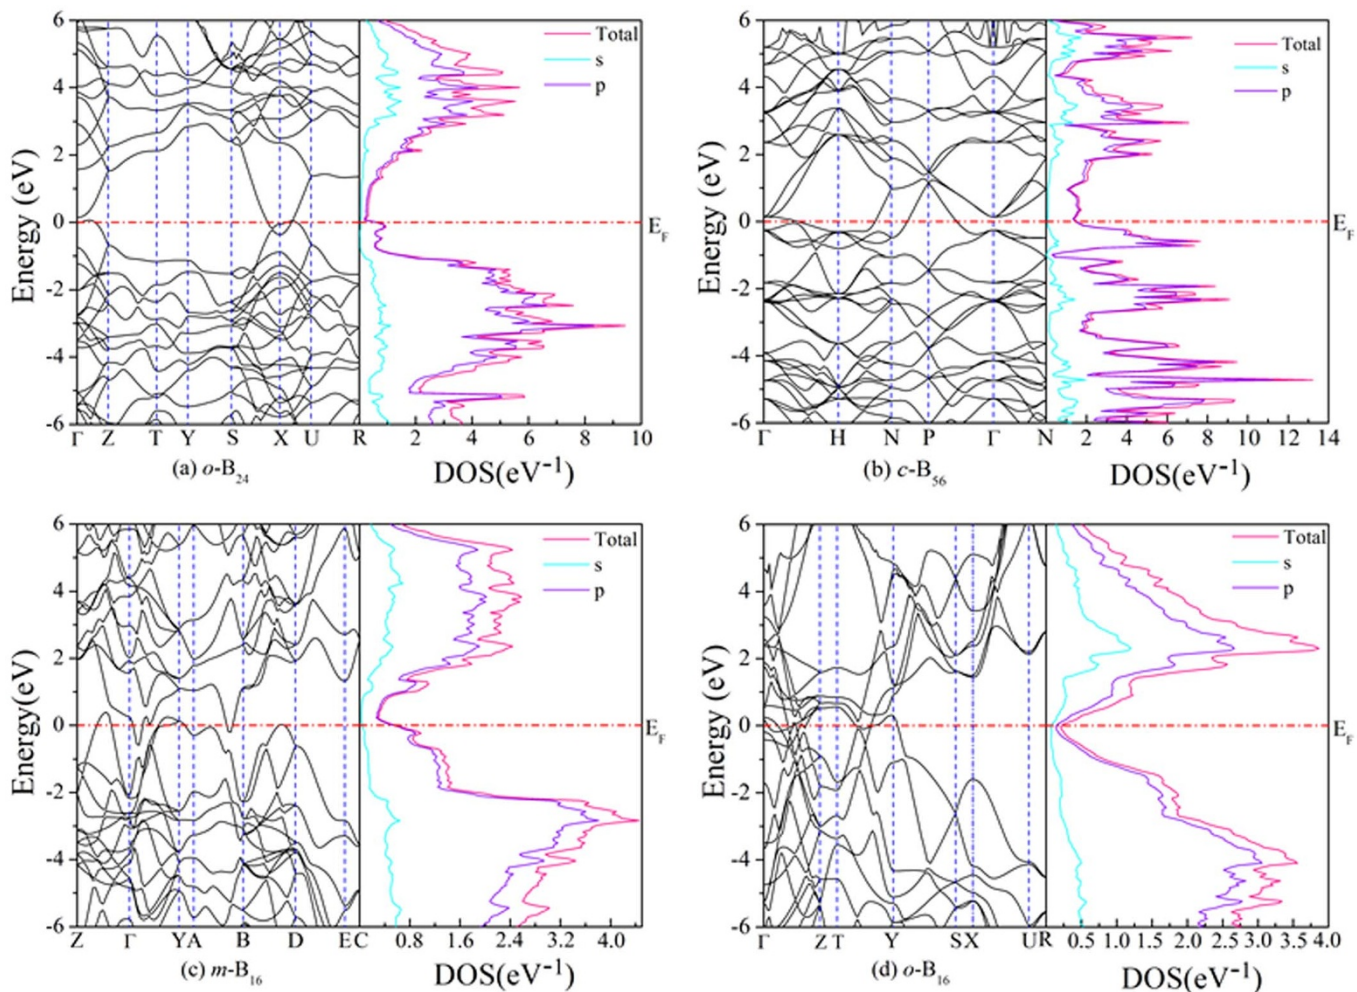 6
4
2
0
-2
-4
-6
Energy (eV)
Total
s
p
E_F
Γ Z T Y S X U R 2 4 6 8 10
(a) o-B₂₄
DOS(eV⁻¹)
6
4
2
0
-2
-4
-6
Energy (eV)
Total
s
p
E_F
Γ H N P Γ N 2 4 6 8 10 12 14
(b) c-B₅₆
DOS(eV⁻¹)
6
4
2
0
-2
-4
-6
Energy(eV)
Total
s
p
E_F
Z Γ Y A B D E C 0.8 1.6 2.4 3.2 4.0
(c) m-B₁₆
DOS(eV⁻¹)
6
4
2
0
-2
-4
-6
Energy (eV)
Total
s
p
E_F
Γ Z T Y S X U R 0.5 1.0 1.5 2.0 2.5 3.0 3.5 4.0
(d) o-B₁₆
DOS(eV⁻¹)